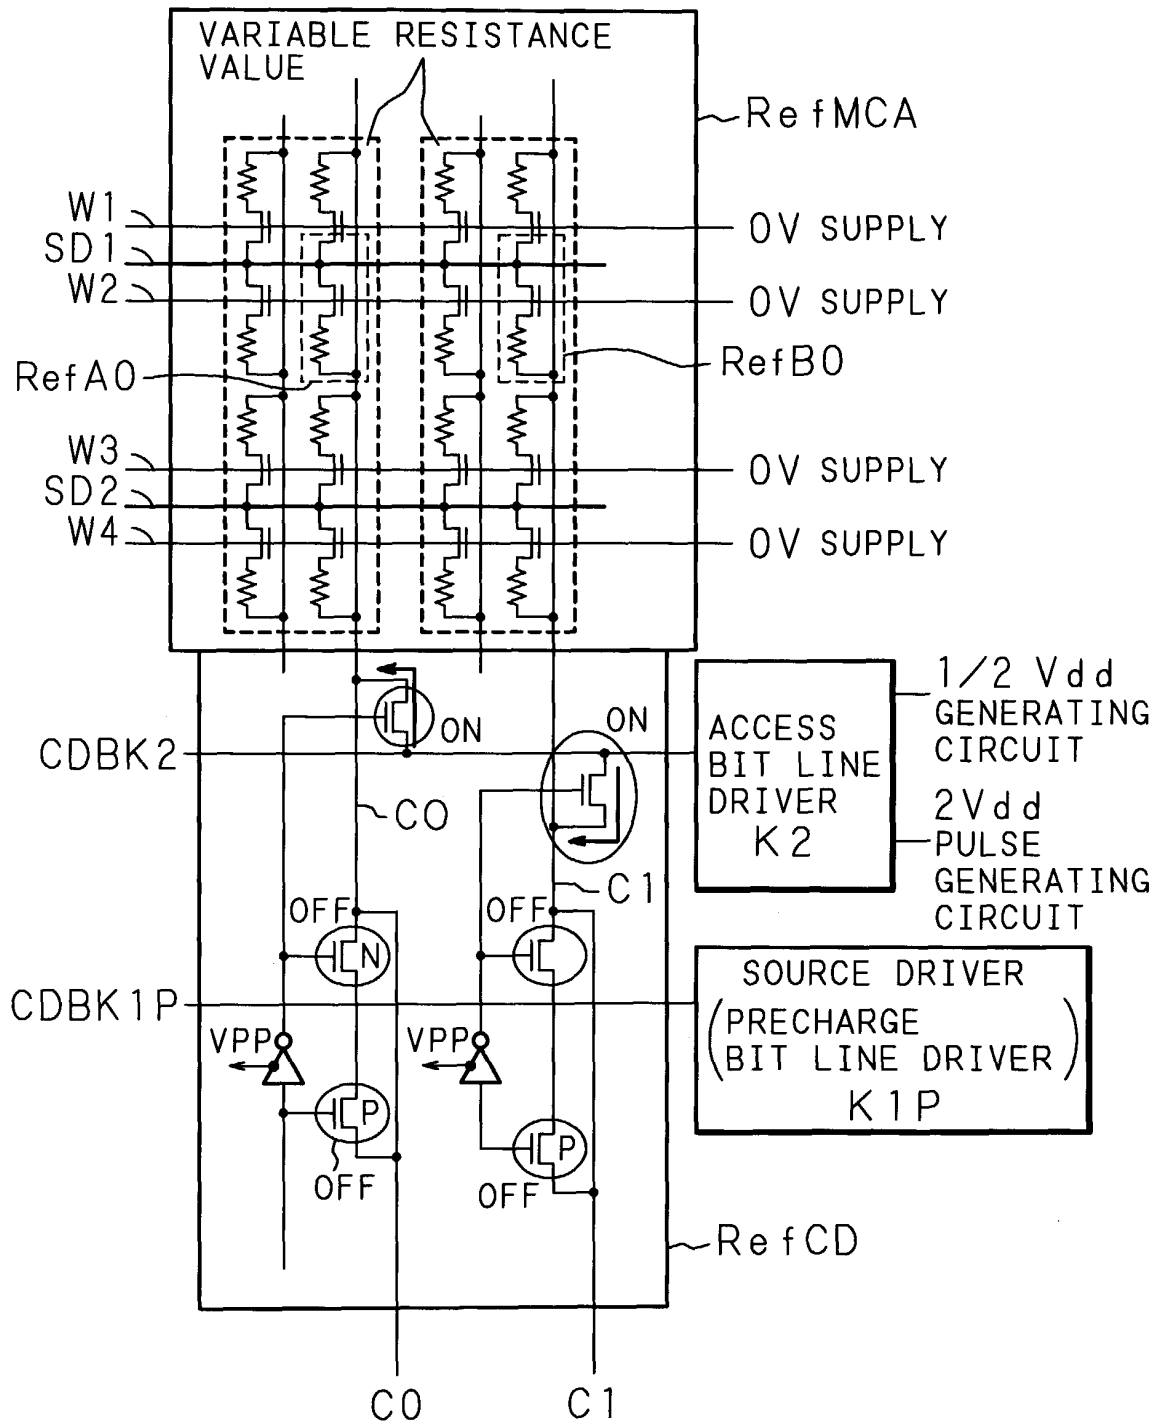 VARIABLE RESISTANCE
VALUE
RefMCA
W1
0V SUPPLY
SD1
W2
0V SUPPLY
RefA0
RefB0
W3
0V SUPPLY
SD2
W4
0V SUPPLY
ON
ON
CDBK2
C0
ACCESS
BIT LINE
DRIVER
K2
1/2 Vdd
GENERATING
CIRCUIT
2Vdd
PULSE
GENERATING
CIRCUIT
C1
OFF
OFF
N
CDBK1P
SOURCE DRIVER
(PRECHARGE
BIT LINE DRIVER)
K1P
VPP
VPP
P
P
OFF
OFF
RefCD
C0
C1